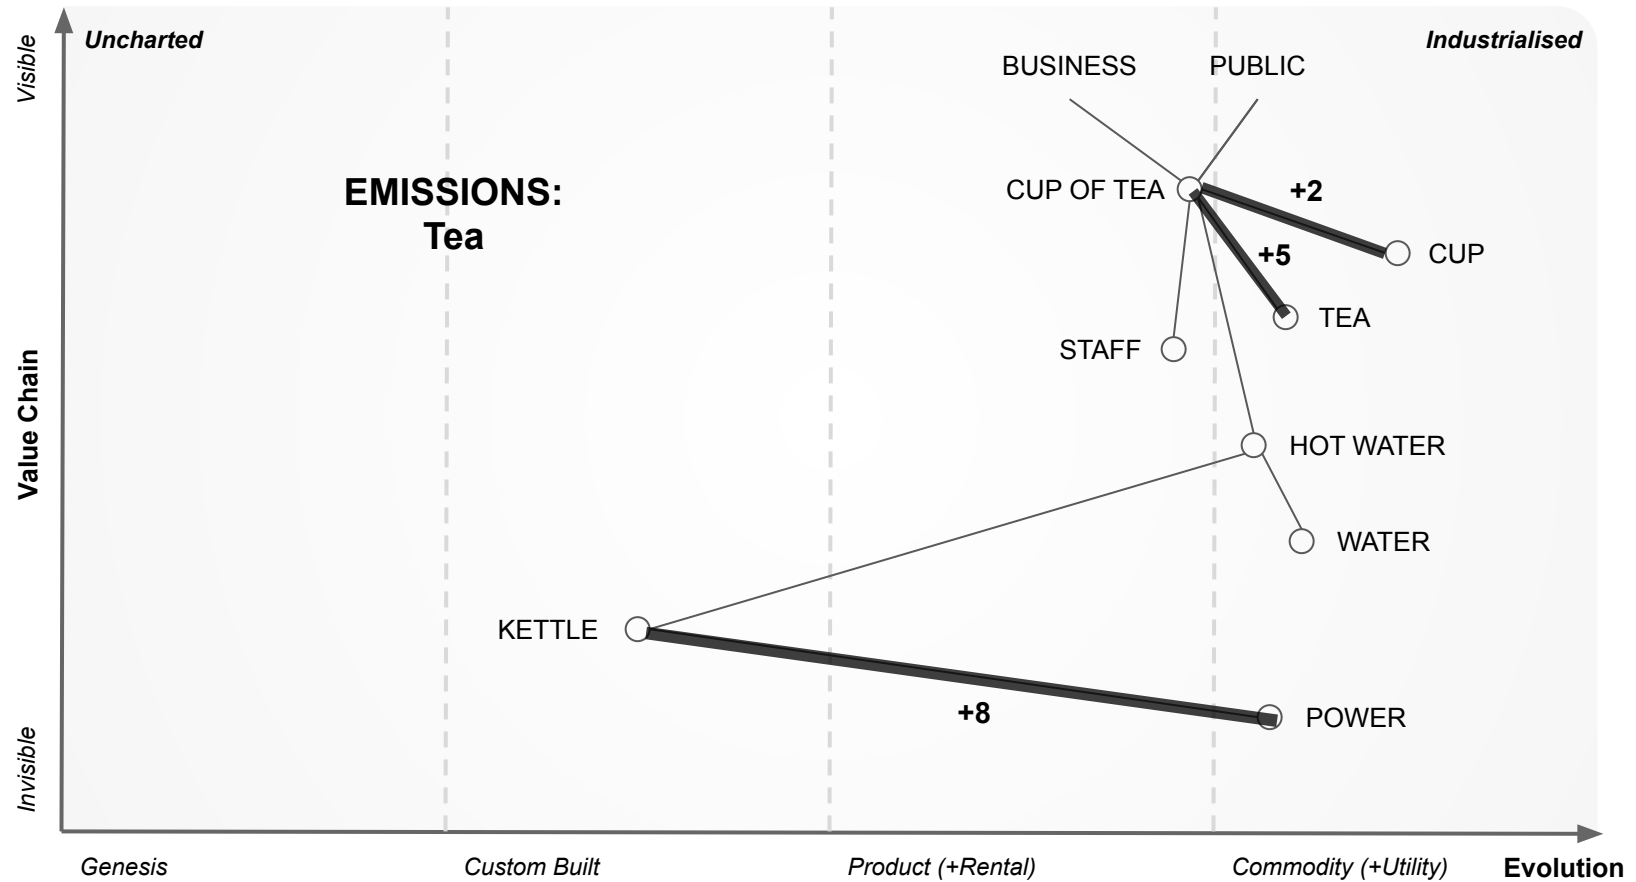 Uncharted
Industrialised
Visible
BUSINESS
PUBLIC
EMISSIONS:
Tea
CUP OF TEA
+2
CUP
+5
TEA
STAFF
Value Chain
HOT WATER
WATER
KETTLE
+8
POWER
Invisible
Genesis
Custom Built
Product (+Rental)
Commodity (+Utility)
Evolution